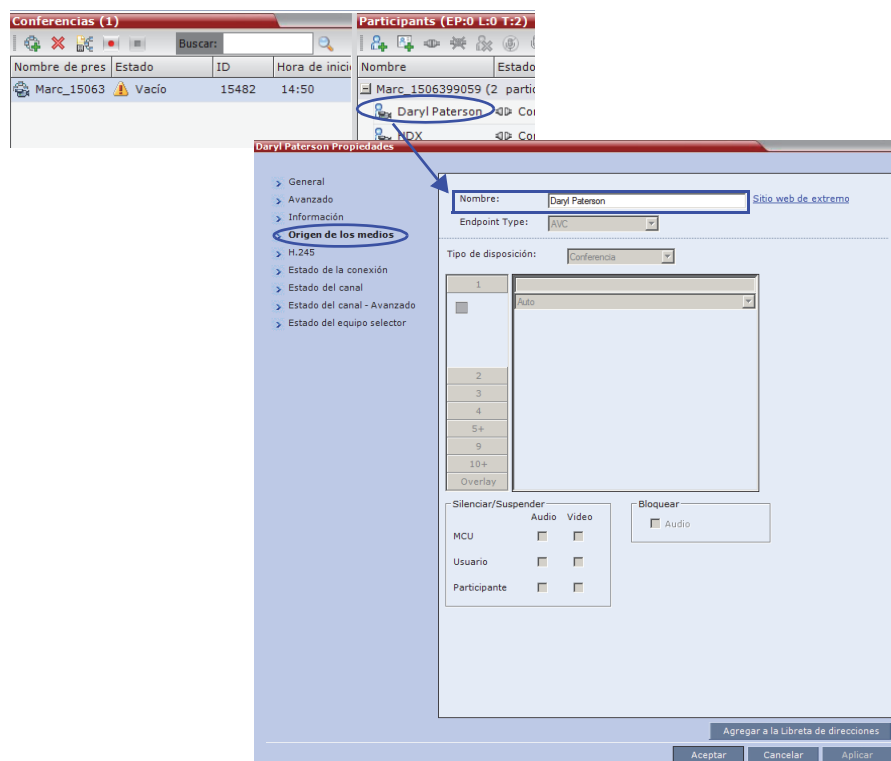 Conferencias (1)
Buscar:
Nombre de pres Estado ID Hora de inici
Marc_15063 Vacío 15482 14:50
Participants (EP:0 L:0 T:2)
Nombre Estado
Marc_1506399059 (2 partic
Daryl Paterson Co
HDX Co
Daryl Paterson Propiedades
General
Avanzado
Información
Origen de los medios
H.245
Estado de la conexión
Estado del canal
Estado del canal - Avanzado
Estado del equipo selector
Nombre: Daryl Paterson Sitio web de extremo
Endpoint Type: AVC
Tipo de disposición: Conferencia
1
Auto
2
3
4
5+
9
10+
Overlay
Silenciar/Suspender
Audio Video
MCU
Usuario
Participante
Bloquear
Audio
Agregar a la Libreta de direcciones
Aceptar Cancelar Aplicar